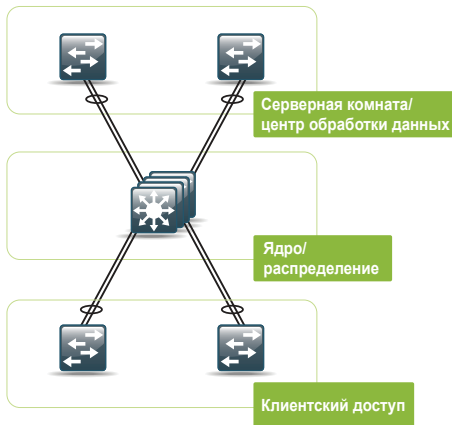 Серверная комната/
центр обработки данных
Ядро/
распределение
Клиентский доступ